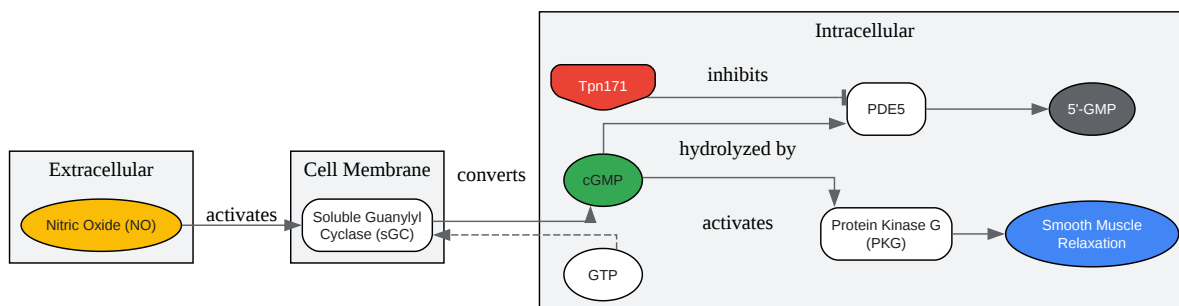 Extracellular
Nitric Oxide (NO)
activates
Cell Membrane
Soluble Guanylyl
Cyclase (sGC)
converts
Intracellular
Tpn171
inhibits
PDE5
5'-GMP
cGMP
hydrolyzed by
activates
Protein Kinase G
(PKG)
Smooth Muscle
Relaxation
GTP